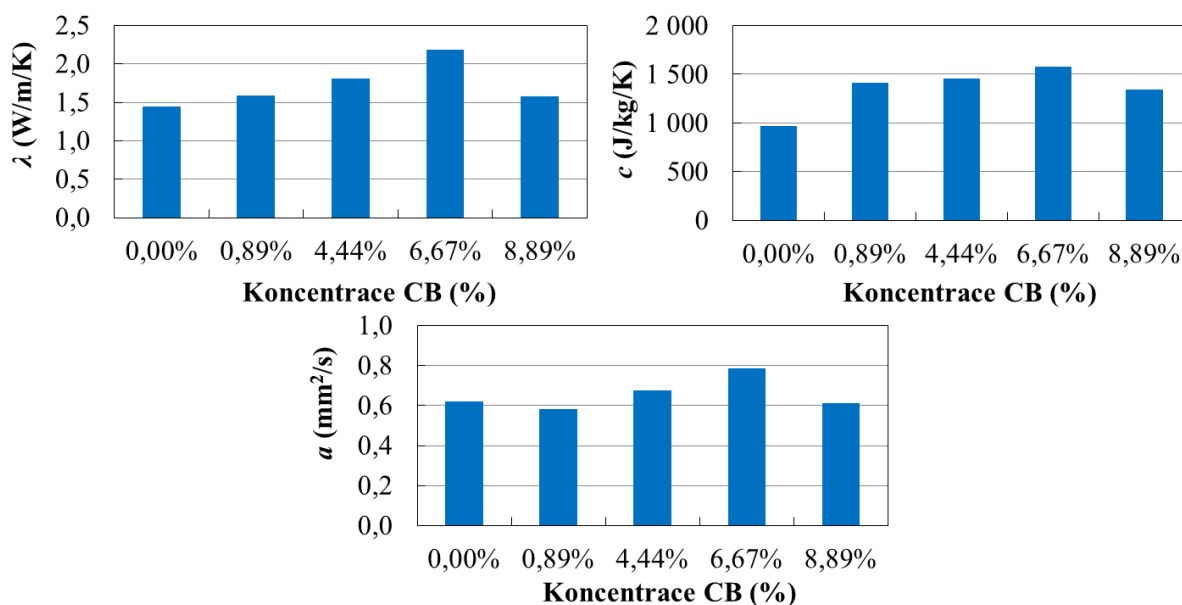 λ (W/m/K)
2,5
2,0
1,5
1,0
0,5
0,0
0,00% 0,89% 4,44% 6,67% 8,89%
Koncentrace CB (%)
c (J/kg/K)
2 000
1 500
1 000
500
0
0,00% 0,89% 4,44% 6,67% 8,89%
Koncentrace CB (%)
a (mm²/s)
1,0
0,8
0,6
0,4
0,2
0,0
0,00% 0,89% 4,44% 6,67% 8,89%
Koncentrace CB (%)